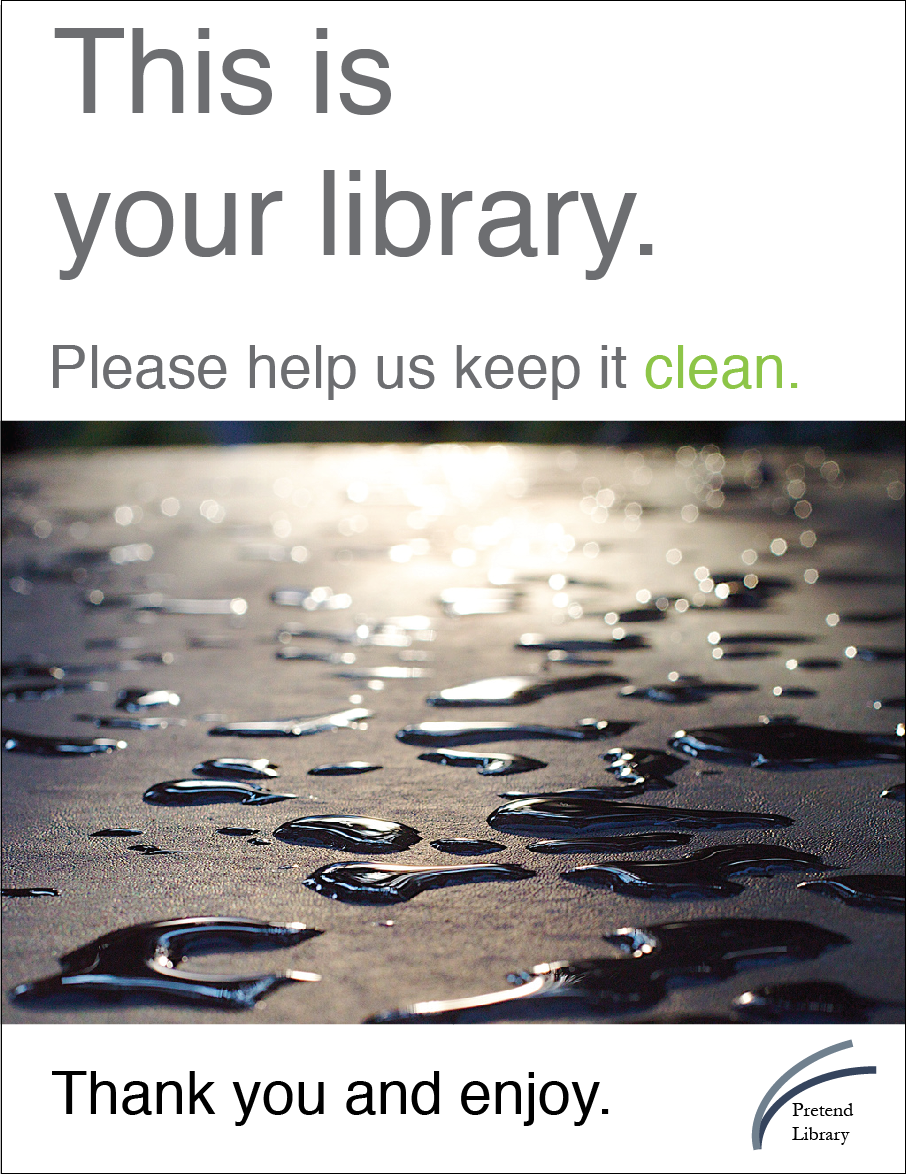 This is
your library.
Please help us keep it clean.
Thank you and enjoy.
Pretend
Library